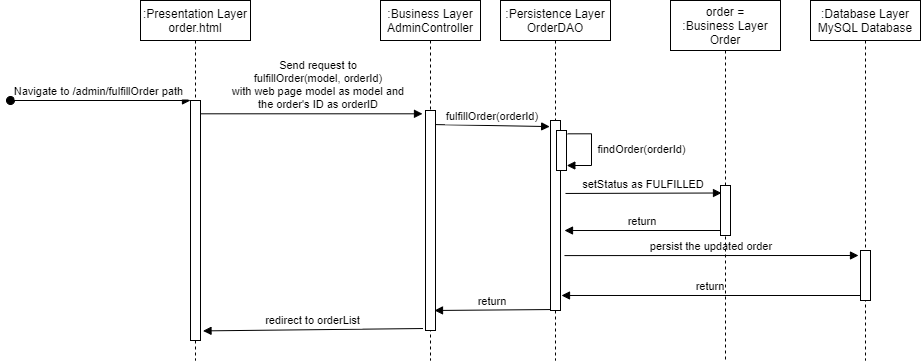 :Presentation Layer
order.html
:Business Layer
AdminController
:Persistence Layer
OrderDAO
order =
:Business Layer
Order
:Database Layer
MySQL Database
Send request to
fulfillOrder(model, orderId)
with web page model as model and
the order's ID as orderID
Navigate to /admin/fulfillOrder path
fulfillOrder(orderId)
findOrder(orderId)
setStatus as FULFILLED
return
persist the updated order
return
return
redirect to orderList